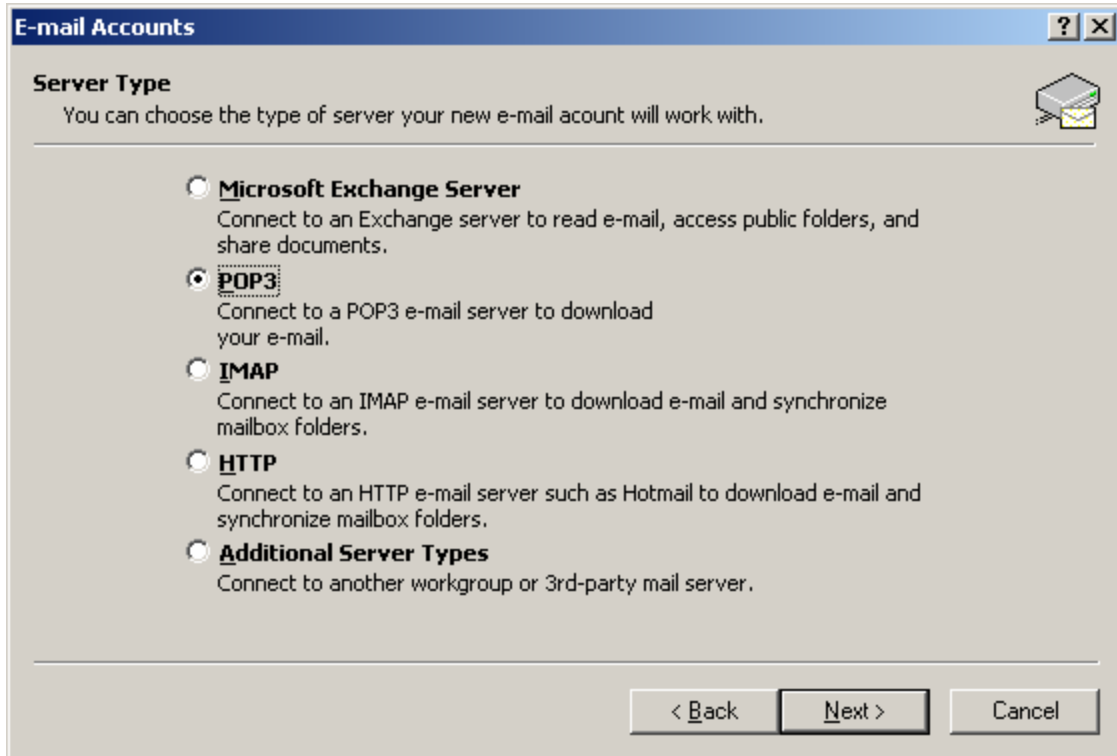 E-mail Accounts
Server Type
You can choose the type of server your new e-mail acount will work with.
Microsoft Exchange Server
Connect to an Exchange server to read e-mail, access public folders, and
share documents.
POP3
Connect to a POP3 e-mail server to download
your e-mail.
IMAP
Connect to an IMAP e-mail server to download e-mail and synchronize
mailbox folders.
HTTP
Connect to an HTTP e-mail server such as Hotmail to download e-mail and
synchronize mailbox folders.
Additional Server Types
Connect to another workgroup or 3rd-party mail server.
< Back Next > Cancel